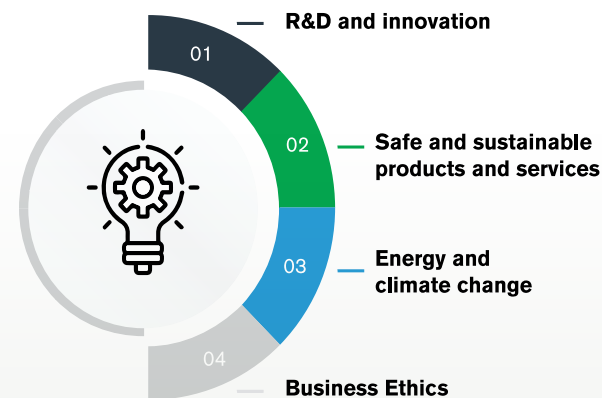 01
R&D and innovation
02
Safe and sustainable
products and services
03
Energy and
climate change
04
Business Ethics